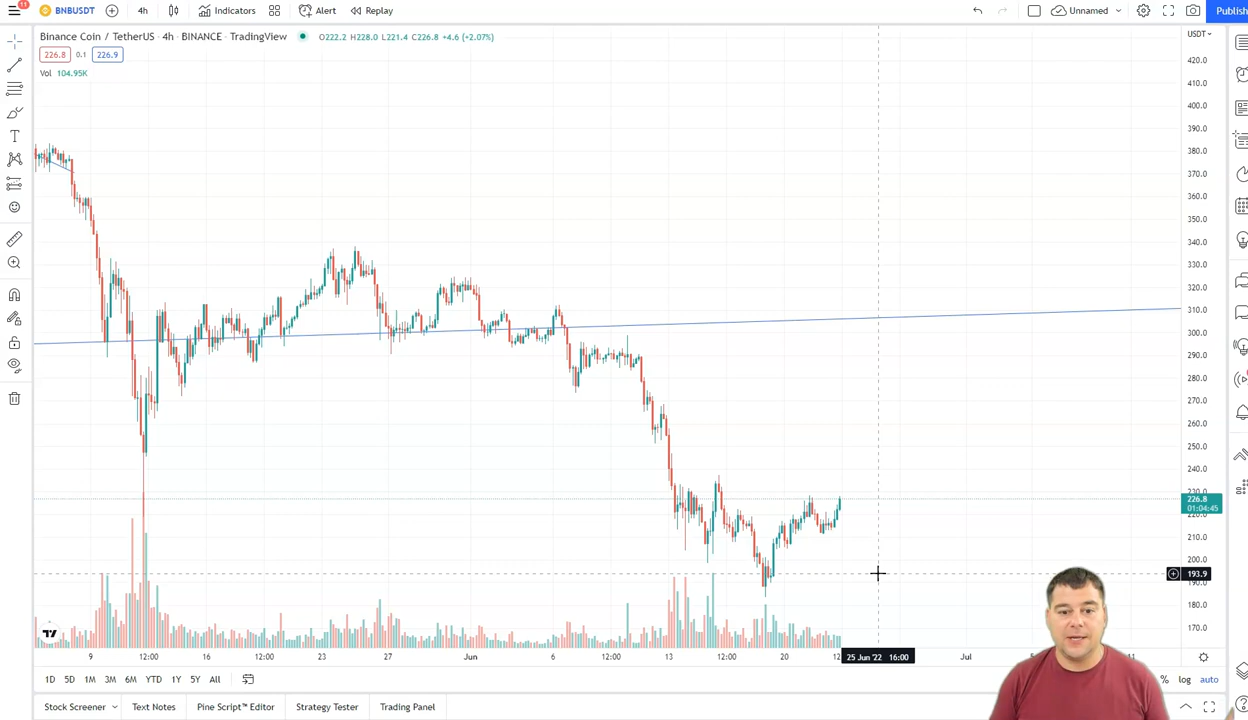 11
BNBUSDT
4h
Indicators
Alert
Replay
Unnamed
Publish
Binance Coin / TetherUS · 4h · BINANCE · TradingView
O222.2 H228.0 L221.4 C226.8 +4.6 (+2.07%)
226.8 0.1 226.9
Vol 104.95K
USDT
420.0
410.0
400.0
390.0
380.0
370.0
360.0
350.0
340.0
330.0
320.0
310.0
300.0
290.0
280.0
270.0
260.0
250.0
240.0
230.0
226.8
01:04:45
220.0
210.0
200.0
193.9
190.0
180.0
170.0
9 12:00 16 12:00 23 12:00 27 Jun 6 12:00 13 12:00 20 12 25 Jun '22 16:00 Jul 11
1D 5D 1M 3M 6M YTD 1Y 5Y All
% log auto
Stock Screener Text Notes Pine Script™ Editor Strategy Tester Trading Panel